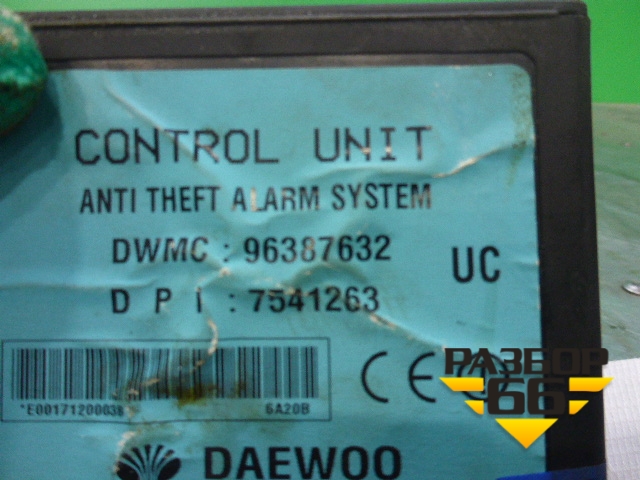 CONTROL UNIT
ANTI THEFT ALARM SYSTEM
DWMC : 96387632
UC
D P I : 7541263
*E00171200038
6A20B
CE
РАЗБОР
66
DAEWOO